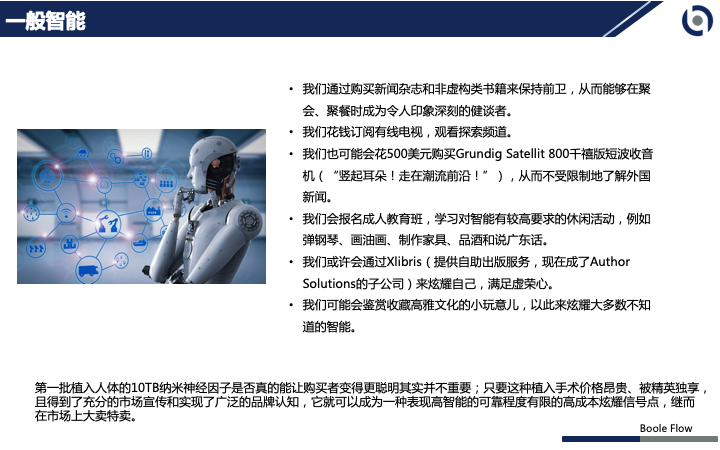 一般智能
• 我们通过购买新闻杂志和非虚构类书籍来保持前卫，从而能够在聚
会、聚餐时成为令人印象深刻的健谈者。
• 我们花钱订阅有线电视，观看探索频道。
• 我们也可能会花500美元购买Grundig Satellit 800千禧版短波收音
机（“竖起耳朵！走在潮流前沿！”），从而不受限制地了解外国
新闻。
• 我们会报名成人教育班，学习对智能有较高要求的休闲活动，例如
弹钢琴、画油画、制作家具、品酒和说广东话。
• 我们或许会通过Xlibris（提供自助出版服务，现在成了Author
Solutions的子公司）来炫耀自己，满足虚荣心。
• 我们可能会鉴赏收藏高雅文化的小玩意儿，以此来炫耀大多数不知
道的智能。
第一批植入人体的10TB纳米神经因子是否真的能让购买者变得更聪明其实并不重要；只要这种植入手术价格昂贵、被精英独享，
且得到了充分的市场宣传和实现了广泛的品牌认知，它就可以成为一种表现高智能的可靠程度有限的高成本炫耀信号点，继而
在市场上大卖特卖。
Boole Flow